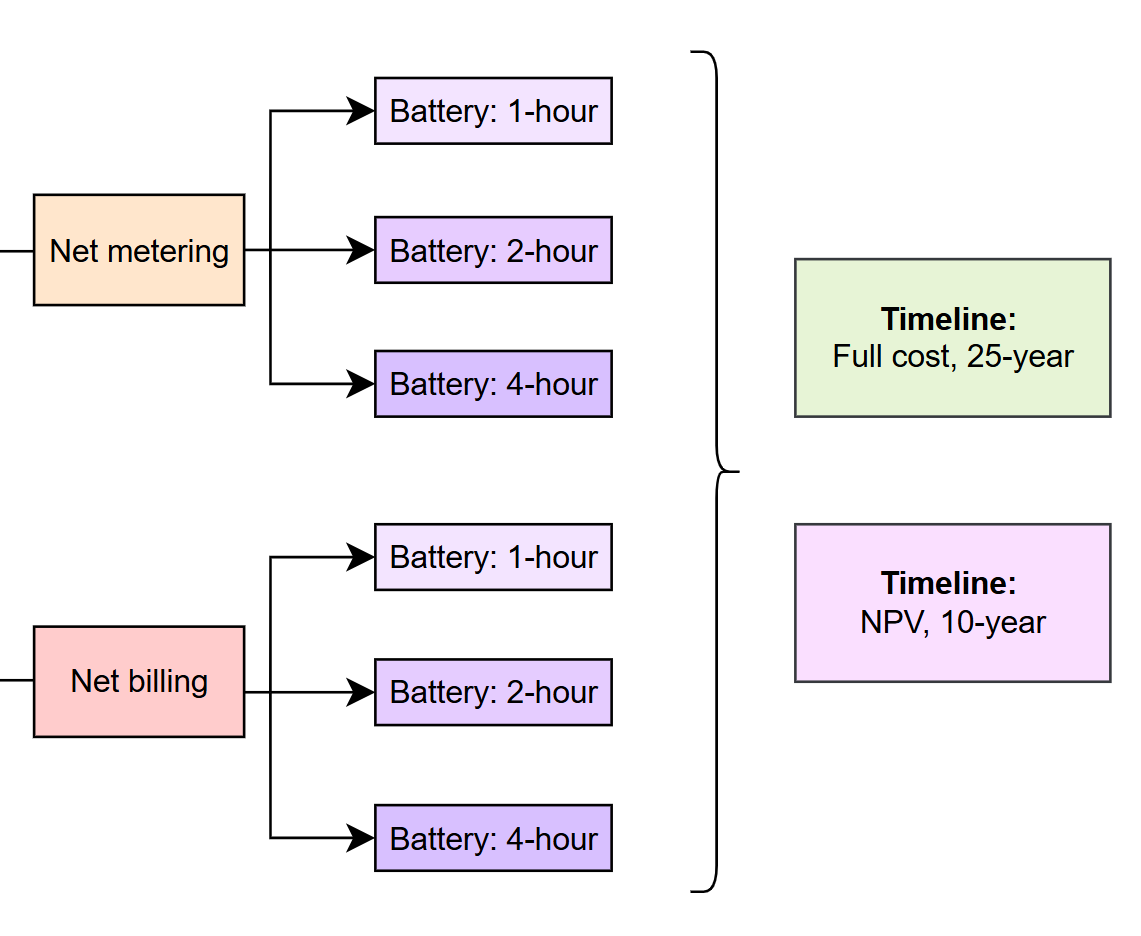 Battery: 1-hour
Net metering
Battery: 2-hour
Battery: 4-hour
Battery: 1-hour
Net billing
Battery: 2-hour
Battery: 4-hour
Timeline:
Full cost, 25-year
Timeline:
NPV, 10-year